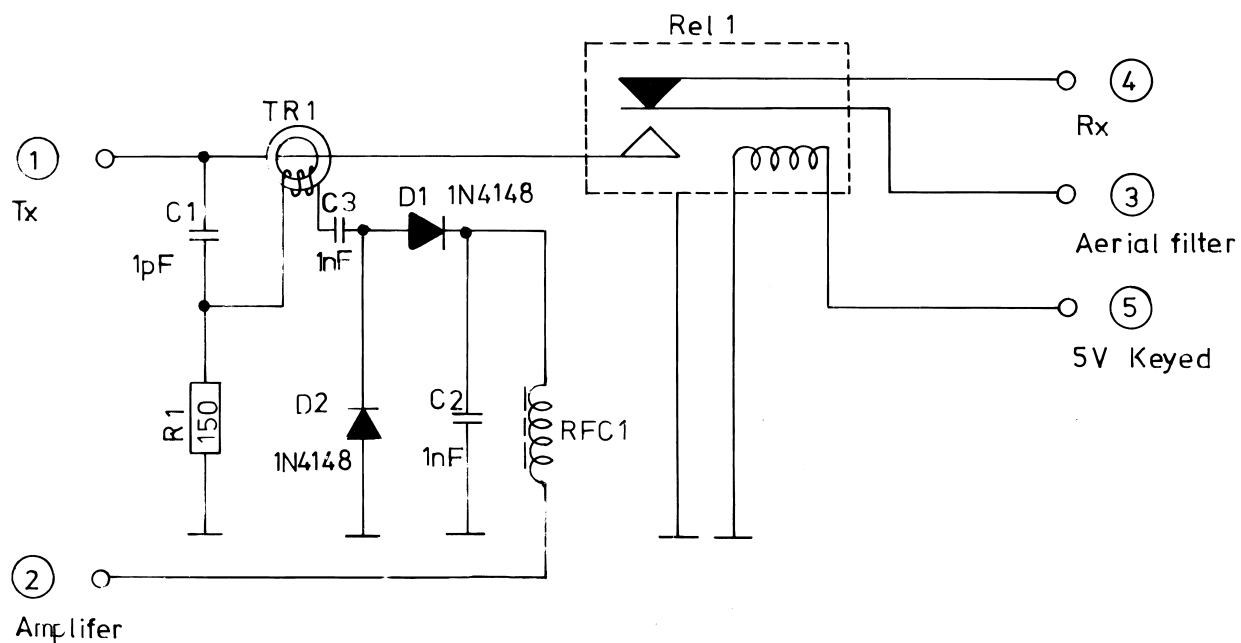 Rel 1
4
Rx
TR1
1
Tx
C1
1pF
C3
1nF
D1 1N4148
3
Aerial filter
5
5V Keyed
R1
150
D2
1N4148
C2
1nF
RFC1
2
Amplifer